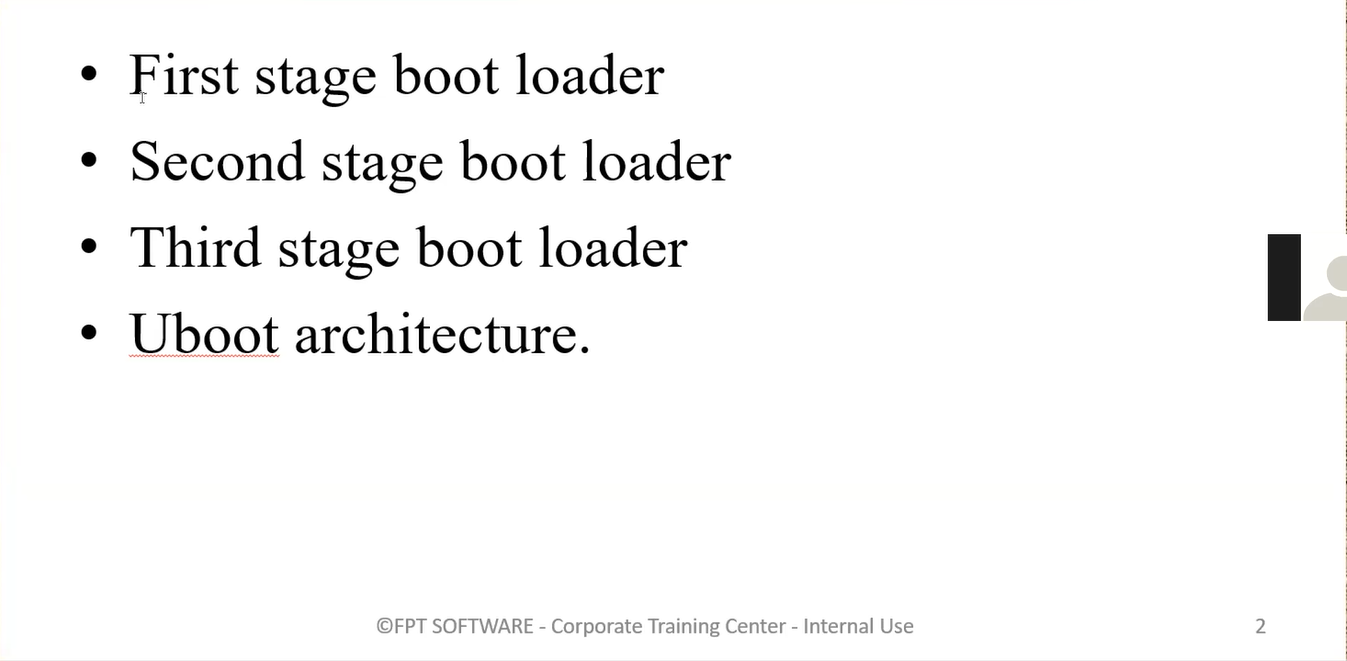 • First stage boot loader
• Second stage boot loader
• Third stage boot loader
• Uboot architecture.
©FPT SOFTWARE - Corporate Training Center - Internal Use
2